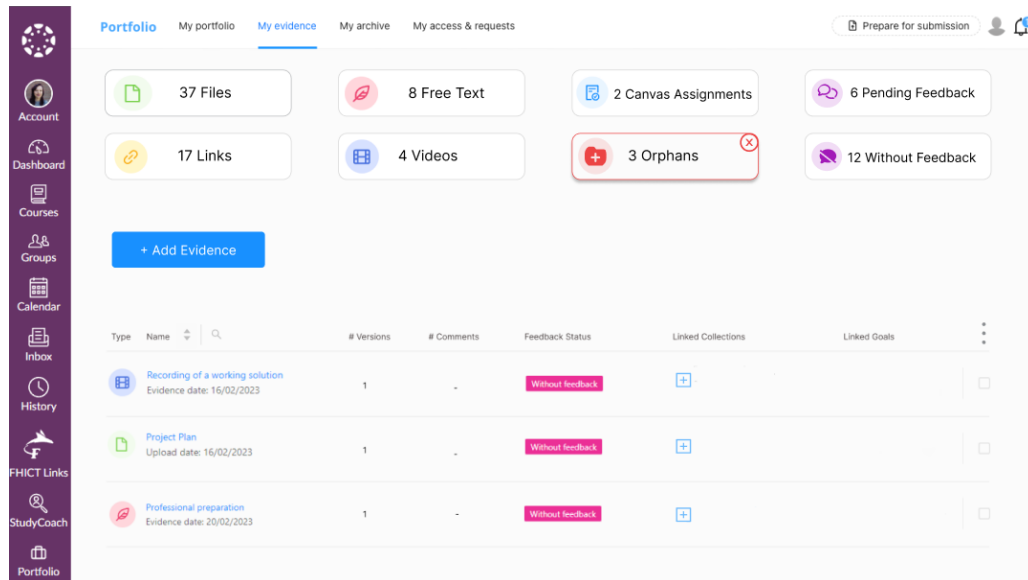 Portfolio
My portfolio
My evidence
My archive
My access & requests
Prepare for submission
37 Files
8 Free Text
2 Canvas Assignments
6 Pending Feedback
17 Links
4 Videos
3 Orphans
12 Without Feedback
+ Add Evidence
Account
Dashboard
Courses
Groups
Calendar
Inbox
History
FHICT Links
StudyCoach
Portfolio
Type
Name
# Versions
# Comments
Feedback Status
Linked Collections
Linked Goals
Recording of a working solution
Evidence date: 16/02/2023
1
-
Without feedback
Project Plan
Upload date: 16/02/2023
1
-
Without feedback
Professional preparation
Evidence date: 20/02/2023
1
-
Without feedback